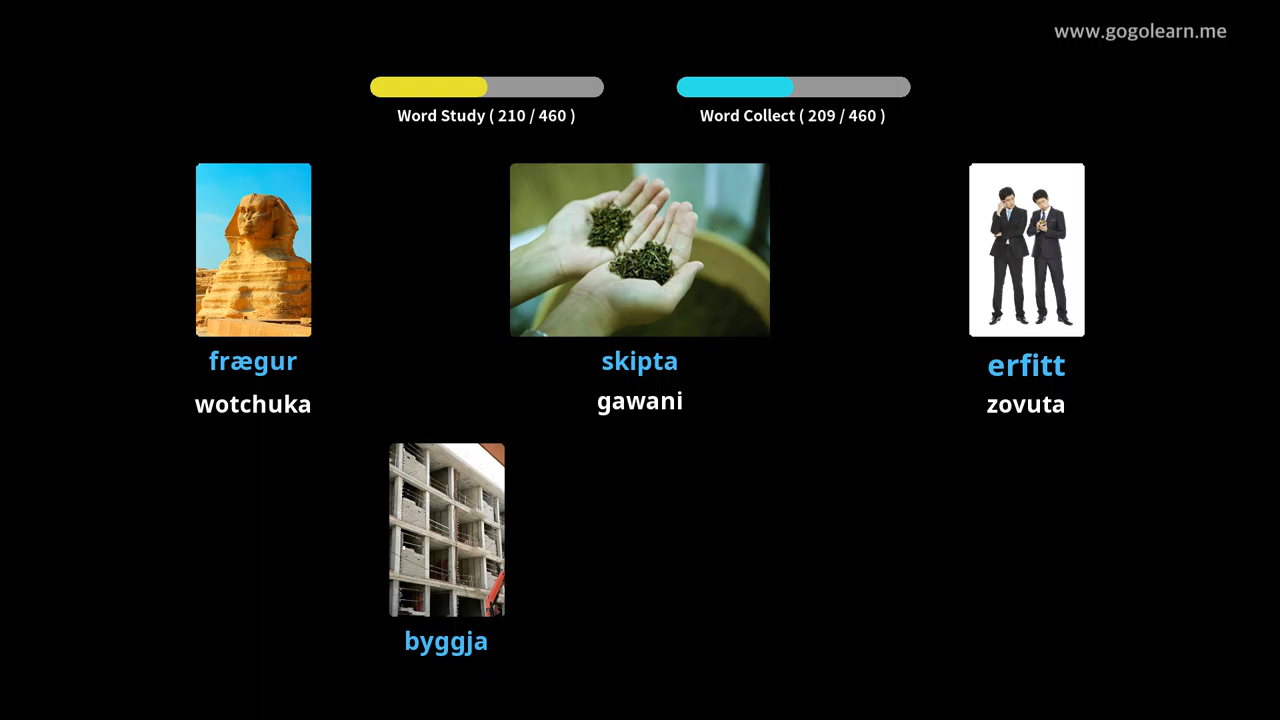 www.gogolearn.me
Word Study ( 210 / 460 )
Word Collect ( 209 / 460 )
frægur
wotchuka
skipta
gawani
erfitt
zovuta
byggja